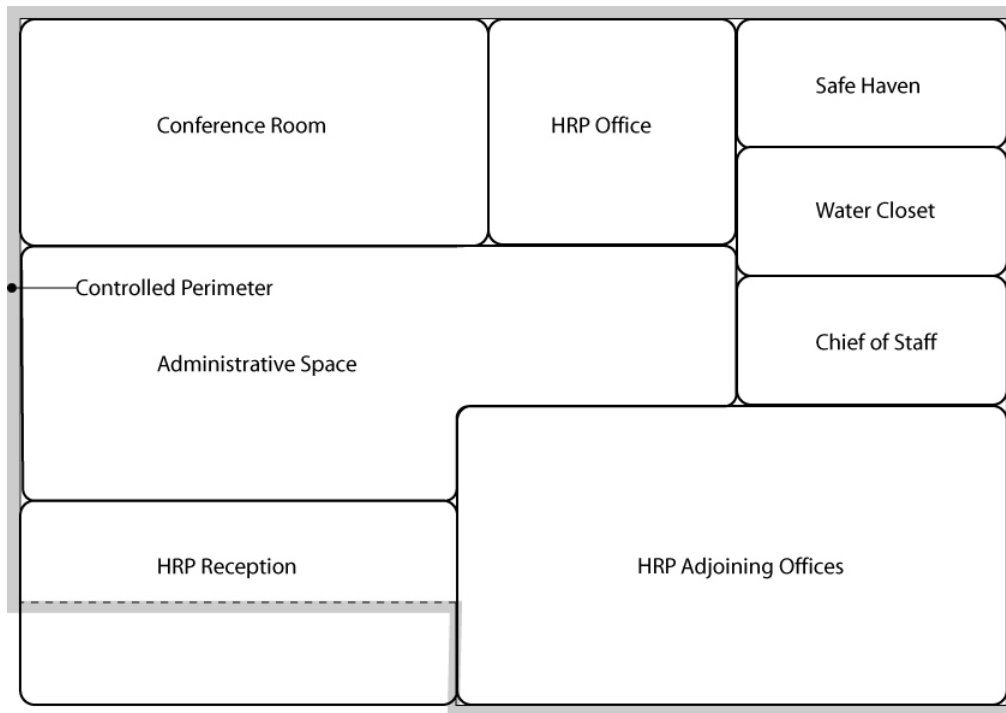 Conference Room
HRP Office
Safe Haven
Water Closet
Controlled Perimeter
Administrative Space
Chief of Staff
HRP Reception
HRP Adjoining Offices